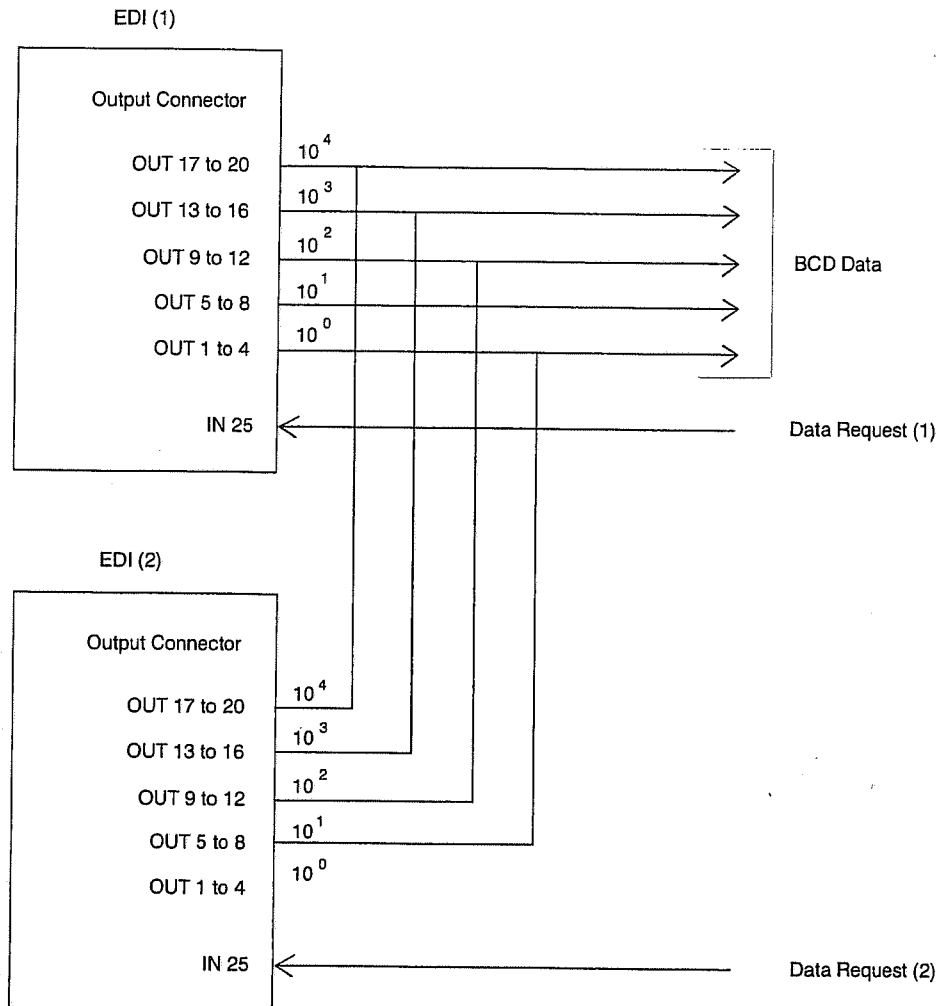 EDI (1)
Output Connector
OUT 17 to 20 10^4
OUT 13 to 16 10^3
OUT 9 to 12 10^2
BCD Data
OUT 5 to 8 10^1
OUT 1 to 4 10^0
IN 25
Data Request (1)
EDI (2)
Output Connector
OUT 17 to 20 10^4
OUT 13 to 16 10^3
OUT 9 to 12 10^2
OUT 5 to 8 10^1
OUT 1 to 4 10^0
IN 25
Data Request (2)